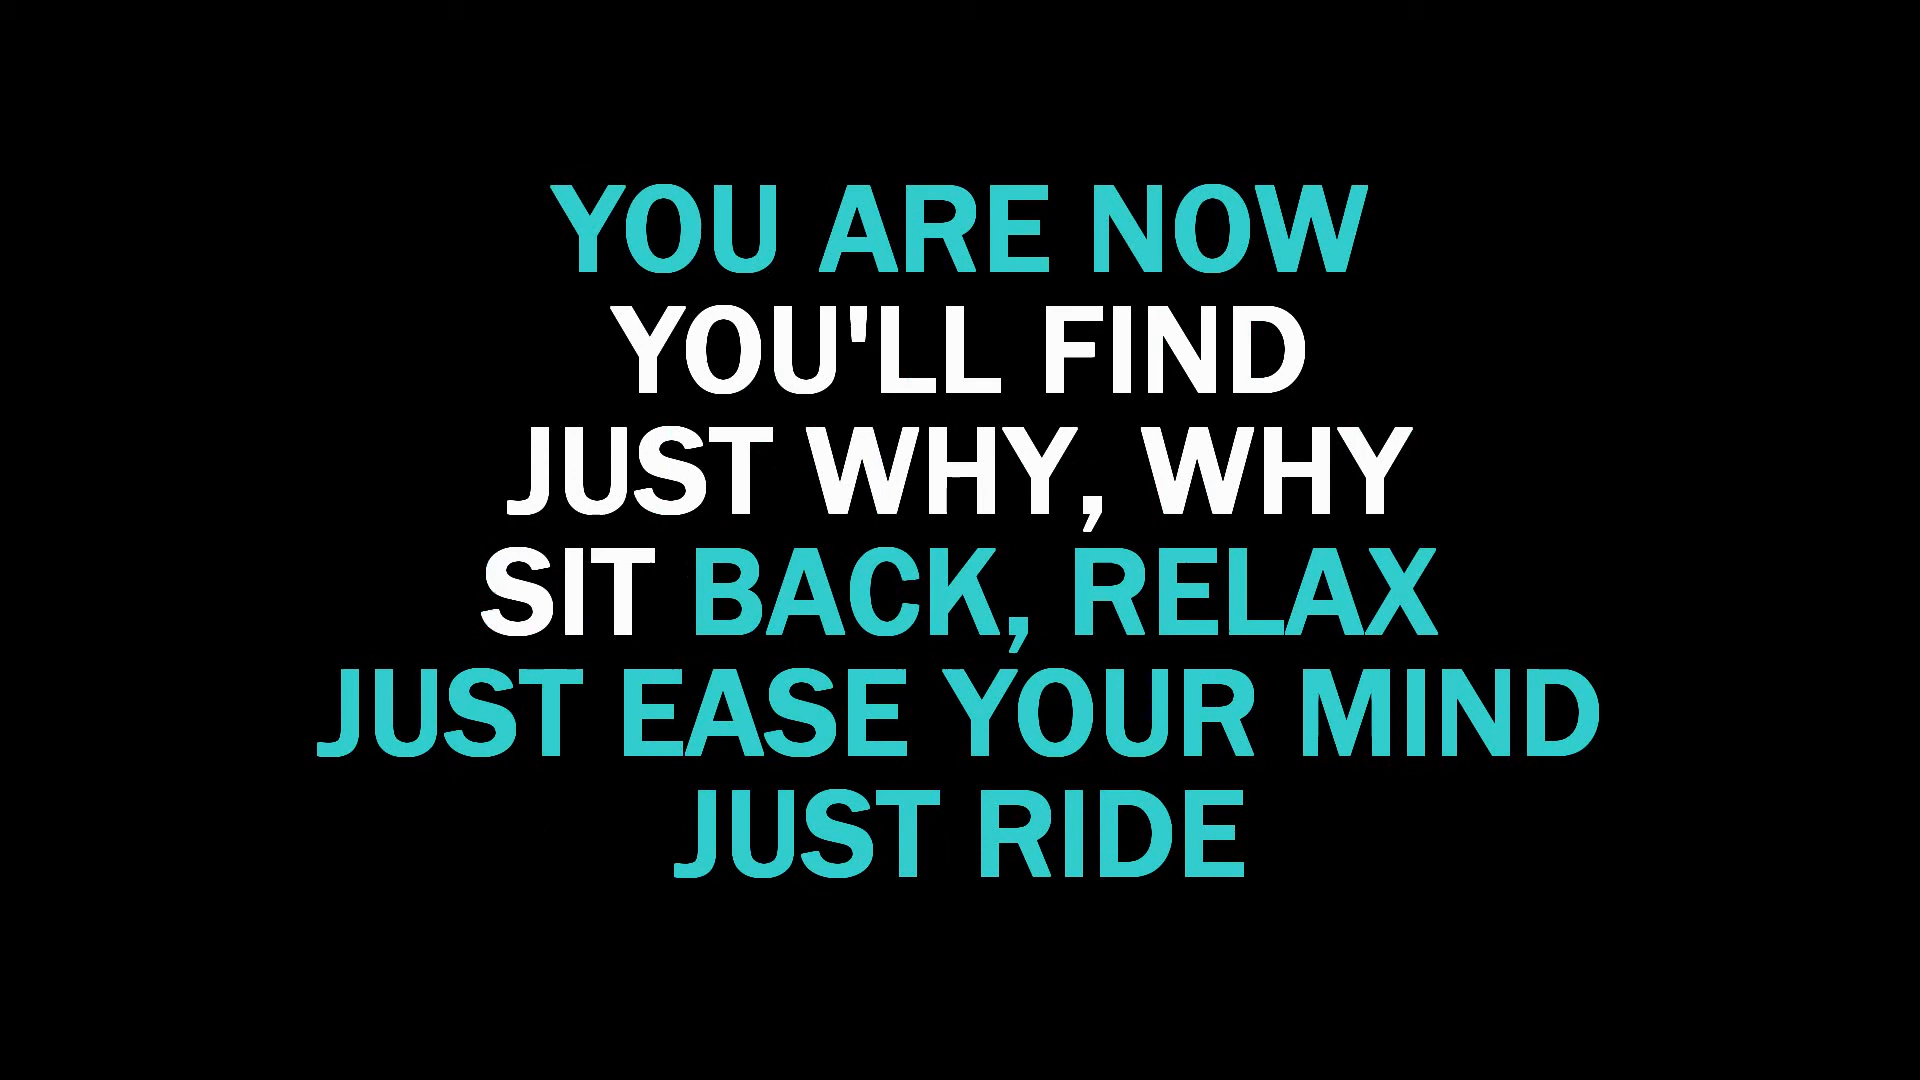 YOU ARE NOW
YOU'LL FIND
JUST WHY, WHY
SIT BACK, RELAX
JUST EASE YOUR MIND
JUST RIDE